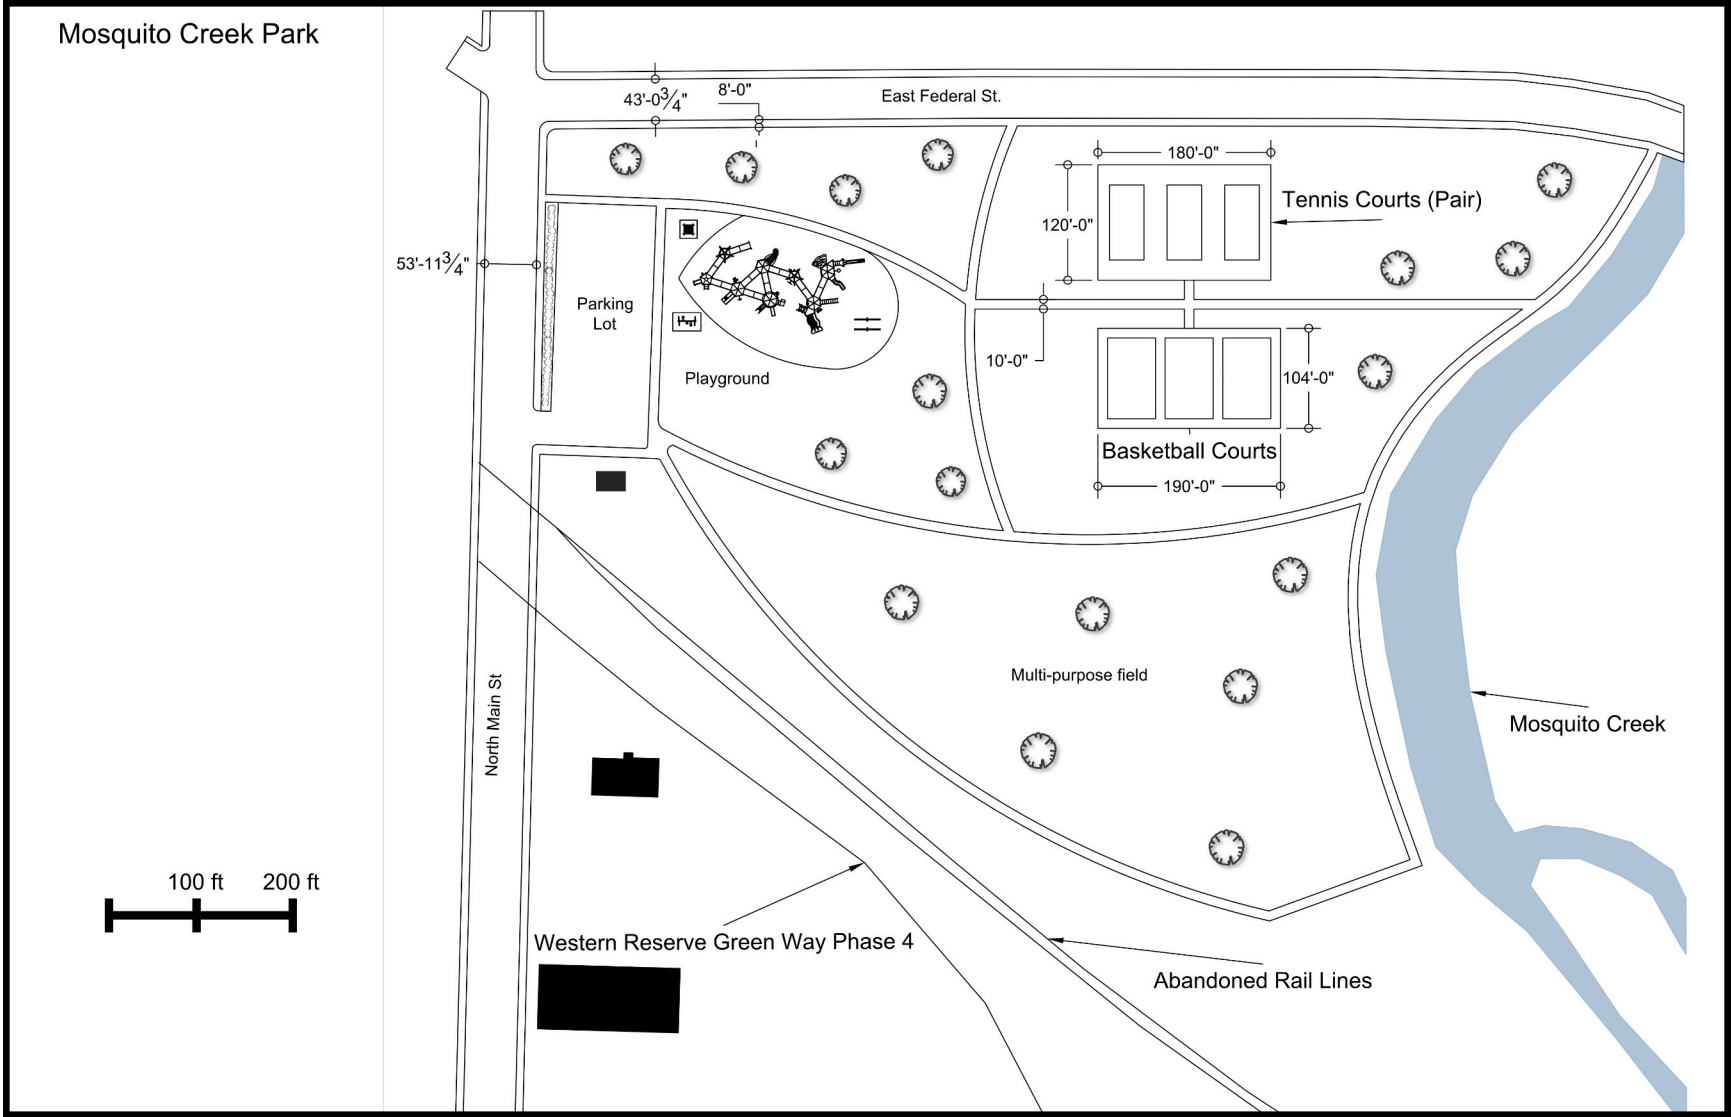 Mosquito Creek Park
43'-0 3/4"
8'-0"
East Federal St.
180'-0"
Tennis Courts (Pair)
120'-0"
53'-11 3/4"
Parking
Lot
10'-0"
Playground
104'-0"
Basketball Courts
190'-0"
Multi-purpose field
North Main St
Mosquito Creek
100 ft
200 ft
Western Reserve Green Way Phase 4
Abandoned Rail Lines